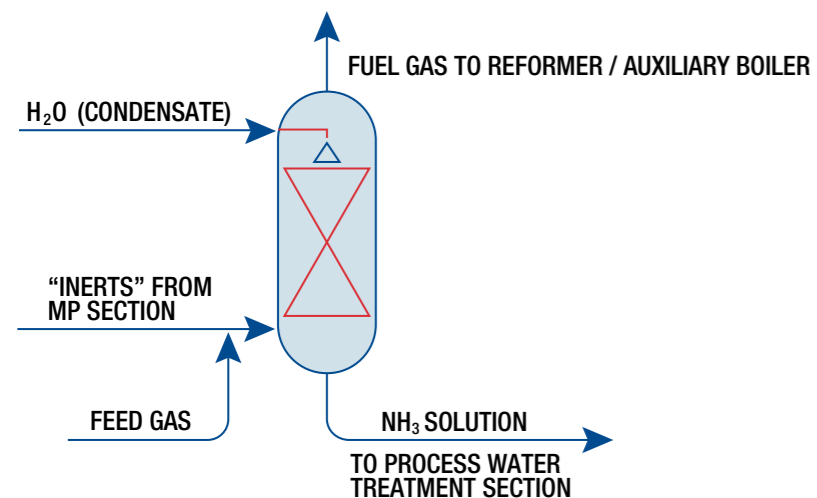 FUEL GAS TO REFORMER / AUXILIARY BOILER
H₂O (CONDENSATE)
“INERTS” FROM
MP SECTION
FEED GAS
NH₃ SOLUTION
TO PROCESS WATER
TREATMENT SECTION